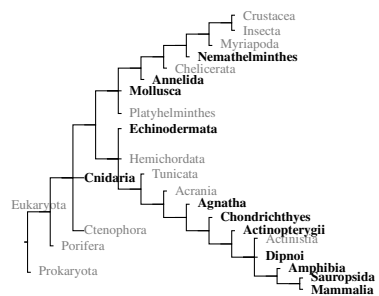 Crustacea
Insecta
Myriapoda
Nemathelminthes
Chelicerata
Annelida
Mollusca
Platyhelminthes
Echinodermata
Hemichordata
Tunicata
Cnidaria
Acrania
Eukaryota
Agnatha
Chondrichthyes
Ctenophora
Actinopterygii
Actinistia
Porifera
Dipnoi
Amphibia
Prokaryota
Sauropsida
Mammalia